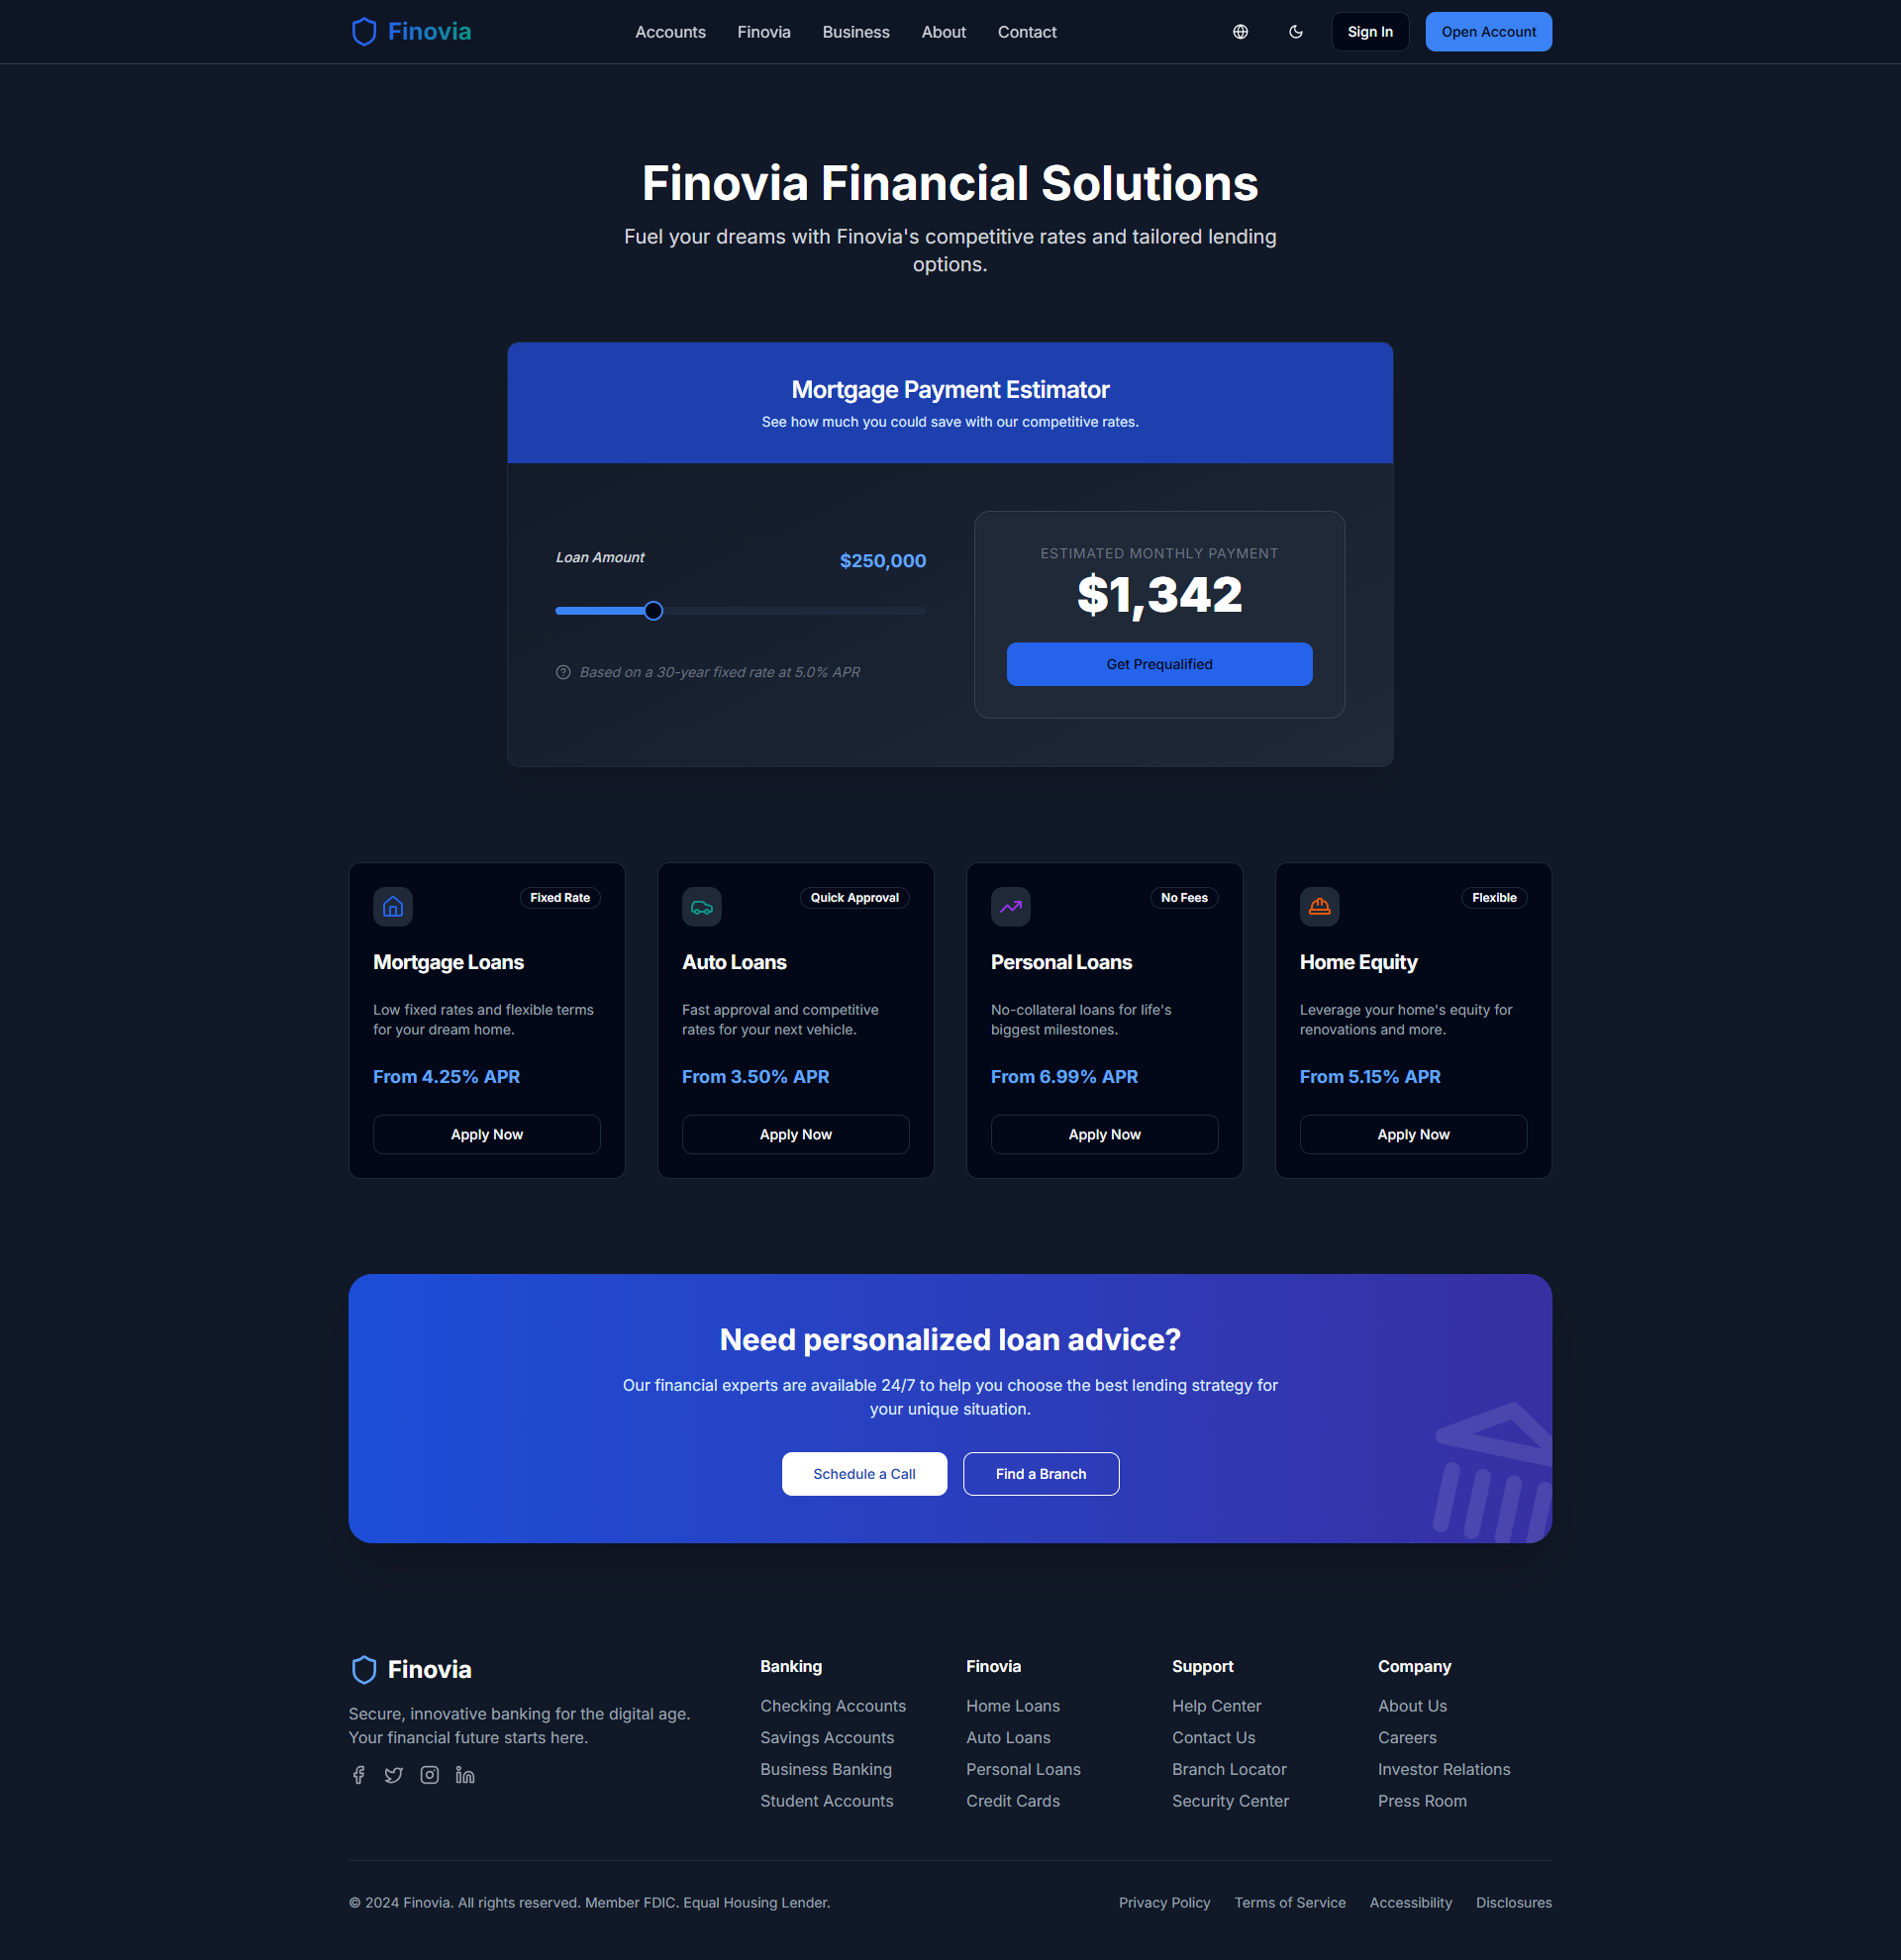 Finovia
Accounts
Finovia
Business
About
Contact
Sign In
Open Account
Finovia Financial Solutions
Fuel your dreams with Finovia's competitive rates and tailored lending
options.
Mortgage Payment Estimator
See how much you could save with our competitive rates.
Loan Amount
$250,000
Based on a 30-year fixed rate at 5.0% APR
ESTIMATED MONTHLY PAYMENT
$1,342
Get Prequalified
Fixed Rate
Mortgage Loans
Low fixed rates and flexible terms
for your dream home.
From 4.25% APR
Apply Now
Quick Approval
Auto Loans
Fast approval and competitive
rates for your next vehicle.
From 3.50% APR
Apply Now
No Fees
Personal Loans
No-collateral loans for life's
biggest milestones.
From 6.99% APR
Apply Now
Flexible
Home Equity
Leverage your home's equity for
renovations and more.
From 5.15% APR
Apply Now
Need personalized loan advice?
Our financial experts are available 24/7 to help you choose the best lending strategy for
your unique situation.
Schedule a Call
Find a Branch
Finovia
Secure, innovative banking for the digital age.
Your financial future starts here.
Banking
Checking Accounts
Savings Accounts
Business Banking
Student Accounts
Finovia
Home Loans
Auto Loans
Personal Loans
Credit Cards
Support
Help Center
Contact Us
Branch Locator
Security Center
Company
About Us
Careers
Investor Relations
Press Room
© 2024 Finovia. All rights reserved. Member FDIC. Equal Housing Lender.
Privacy Policy
Terms of Service
Accessibility
Disclosures